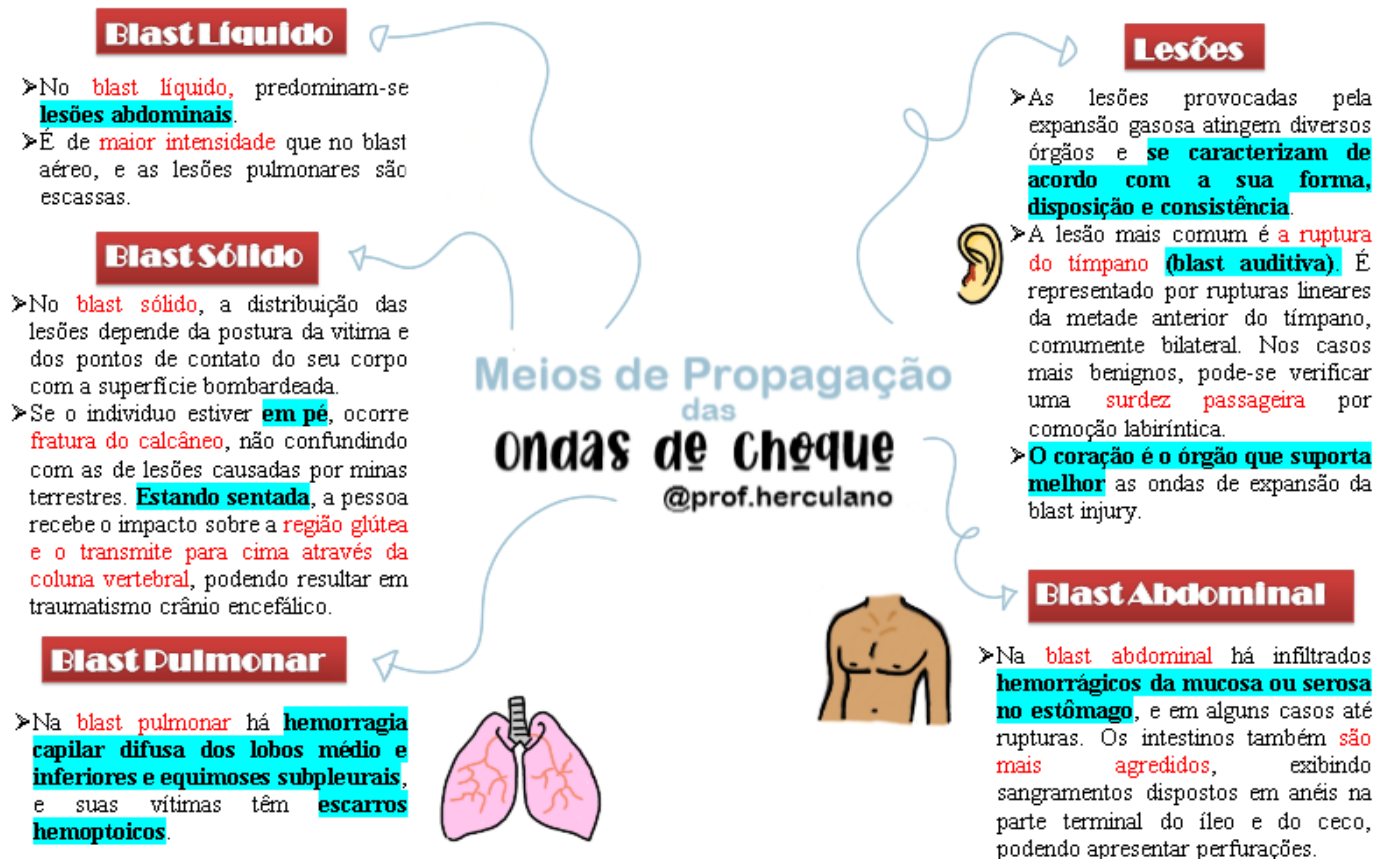 Blast Líquido
➢No blast líquido, predominam-se
lesões abdominais.
➢É de maior intensidade que no blast
aéreo, e as lesões pulmonares são
escassas.
Blast Sólido
➢No blast sólido, a distribuição das
lesões depende da postura da vitima e
dos pontos de contato do seu corpo
com a superfície bombardeada.
➢Se o individuo estiver em pé, ocorre
fratura do calcâneo, não confundindo
com as de lesões causadas por minas
terrestres. Estando sentada, a pessoa
recebe o impacto sobre a região glútea
e o transmite para cima através da
coluna vertebral, podendo resultar em
traumatismo crânio encefálico.
Blast Pulmonar
➢Na blast pulmonar há hemorragia
capilar difusa dos lobos médio e
inferiores e equimoses subpleurais,
e suas vítimas têm escarros
hemoptoicos.
Meios de Propagação
das
Ondas de Choque
@prof.herculano
Lesões
➢As lesões provocadas pela
expansão gasosa atingem diversos
órgãos e se caracterizam de
acordo com a sua forma,
disposição e consistência.
➢A lesão mais comum é a ruptura
do tímpano (blast auditiva). É
representado por rupturas lineares
da metade anterior do tímpano,
comumente bilateral. Nos casos
mais benignos, pode-se verificar
uma surdez passageira por
comoção labiríntica.
➢O coração é o órgão que suporta
melhor as ondas de expansão da
blast injury.
Blast Abdominal
➢Na blast abdominal há infiltrados
hemorrágicos da mucosa ou serosa
no estômago, e em alguns casos até
rupturas. Os intestinos também são
mais agredidos, exibindo
sangramentos dispostos em anéis na
parte terminal do íleo e do ceco,
podendo apresentar perfurações.